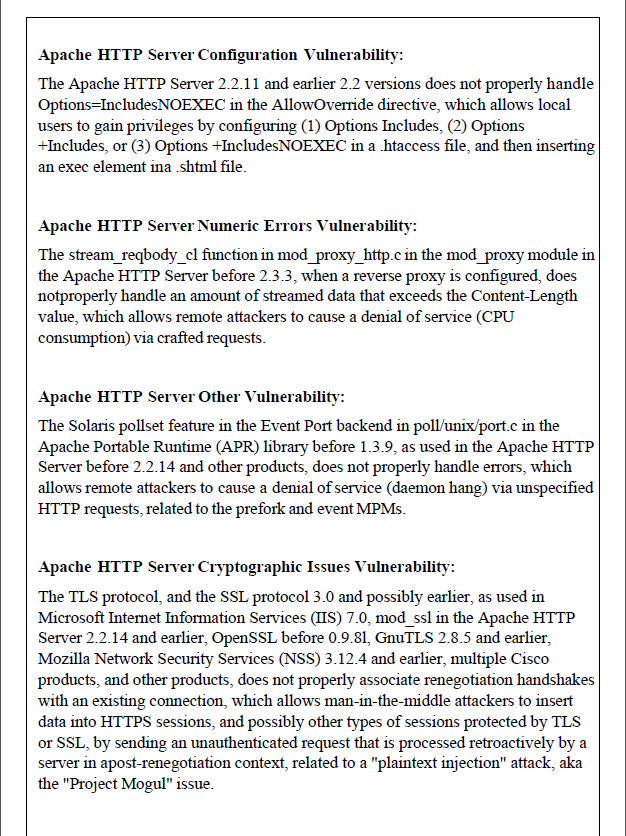 Apache HTTP Server Configuration Vulnerability:
The Apache HTTP Server 2.2.11 and earlier 2.2 versions does not properly handle
Options=IncludesNOEXEC in the AllowOverride directive, which allows local
users to gain privileges by configuring (1) Options Includes, (2) Options
+Includes, or (3) Options +IncludesNOEXEC in a .htaccess file, and then inserting
an exec element ina .shtml file.
Apache HTTP Server Numeric Errors Vulnerability:
The stream_reqbody_cl function in mod_proxy_http.c in the mod_proxy module in
the Apache HTTP Server before 2.3.3, when a reverse proxy is configured, does
notproperly handle an amount of streamed data that exceeds the Content-Length
value, which allows remote attackers to cause a denial of service (CPU
consumption) via crafted requests.
Apache HTTP Server Other Vulnerability:
The Solaris pollset feature in the Event Port backend in poll/unix/port.c in the
Apache Portable Runtime (APR) library before 1.3.9, as used in the Apache HTTP
Server before 2.2.14 and other products, does not properly handle errors, which
allows remote attackers to cause a denial of service (daemon hang) via unspecified
HTTP requests, related to the prefork and event MPMs.
Apache HTTP Server Cryptographic Issues Vulnerability:
The TLS protocol, and the SSL protocol 3.0 and possibly earlier, as used in
Microsoft Internet Information Services (IIS) 7.0, mod_ssl in the Apache HTTP
Server 2.2.14 and earlier, OpenSSL before 0.9.8l, GnuTLS 2.8.5 and earlier,
Mozilla Network Security Services (NSS) 3.12.4 and earlier, multiple Cisco
products, and other products, does not properly associate renegotiation handshakes
with an existing connection, which allows man-in-the-middle attackers to insert
data into HTTPS sessions, and possibly other types of sessions protected by TLS
or SSL, by sending an unauthenticated request that is processed retroactively by a
server in apost-renegotiation context, related to a "plaintext injection" attack, aka
the "Project Mogul" issue.